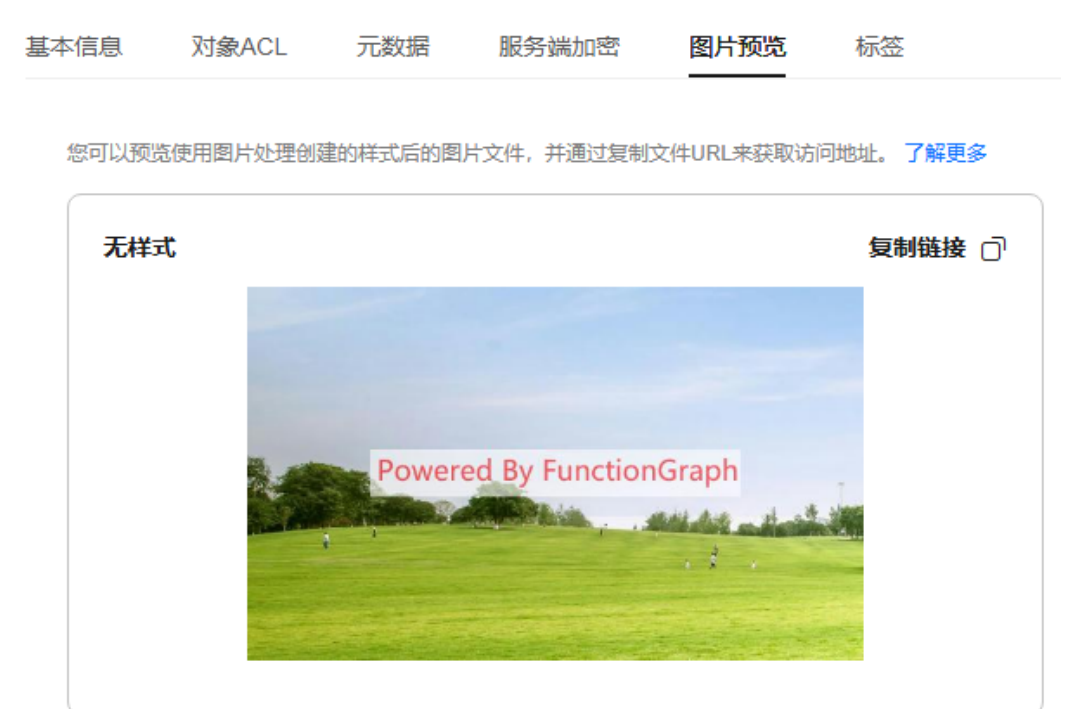 基本信息 对象ACL 元数据 服务端加密 图片预览 标签
您可以预览使用图片处理创建的样式后的图片文件，并通过复制文件URL来获取访问地址。 了解更多
无样式 复制链接
Powered By FunctionGraph